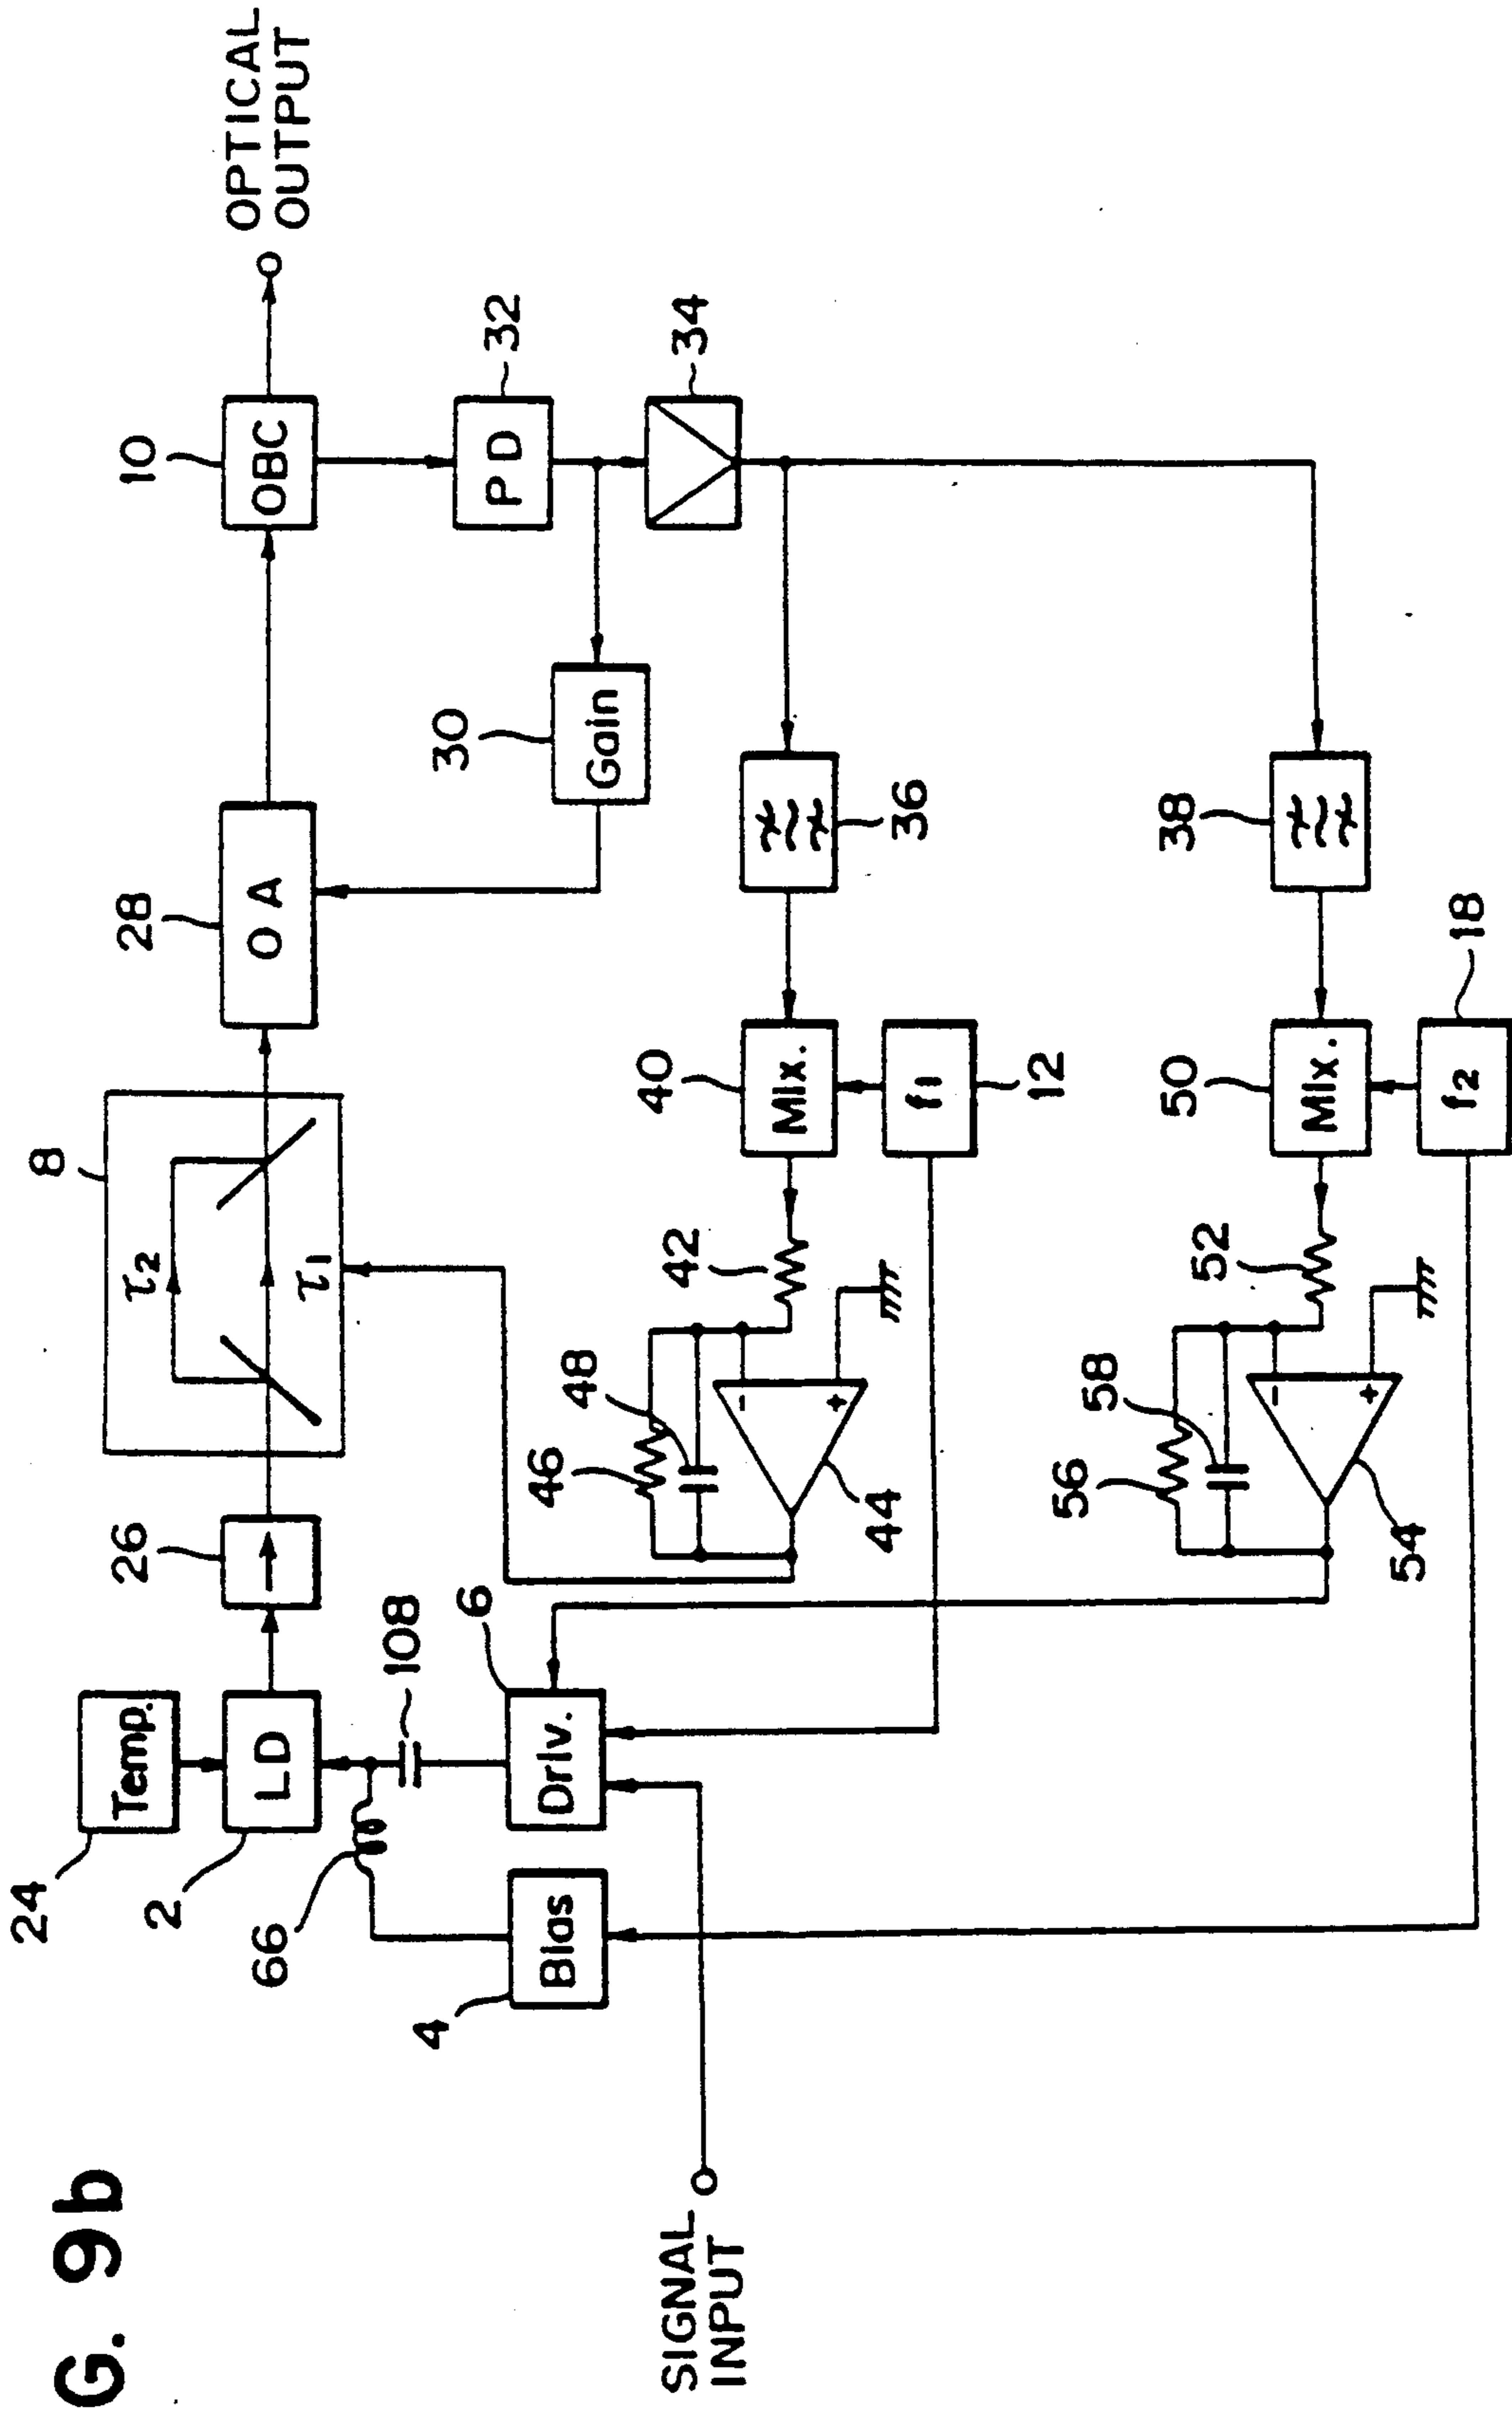 G. 9b
24
Temp.
2
LD
26
8
τ2
τ1
28
OA
10
OBC
OPTICAL
OUTPUT
66
108
30
Gain
PD
32
34
4
Bias
6
Driv.
46
48
-
+
44
42
40
Mix.
f1
12
36
SIGNAL
INPUT
56
58
-
+
54
52
50
Mix.
f2
18
38